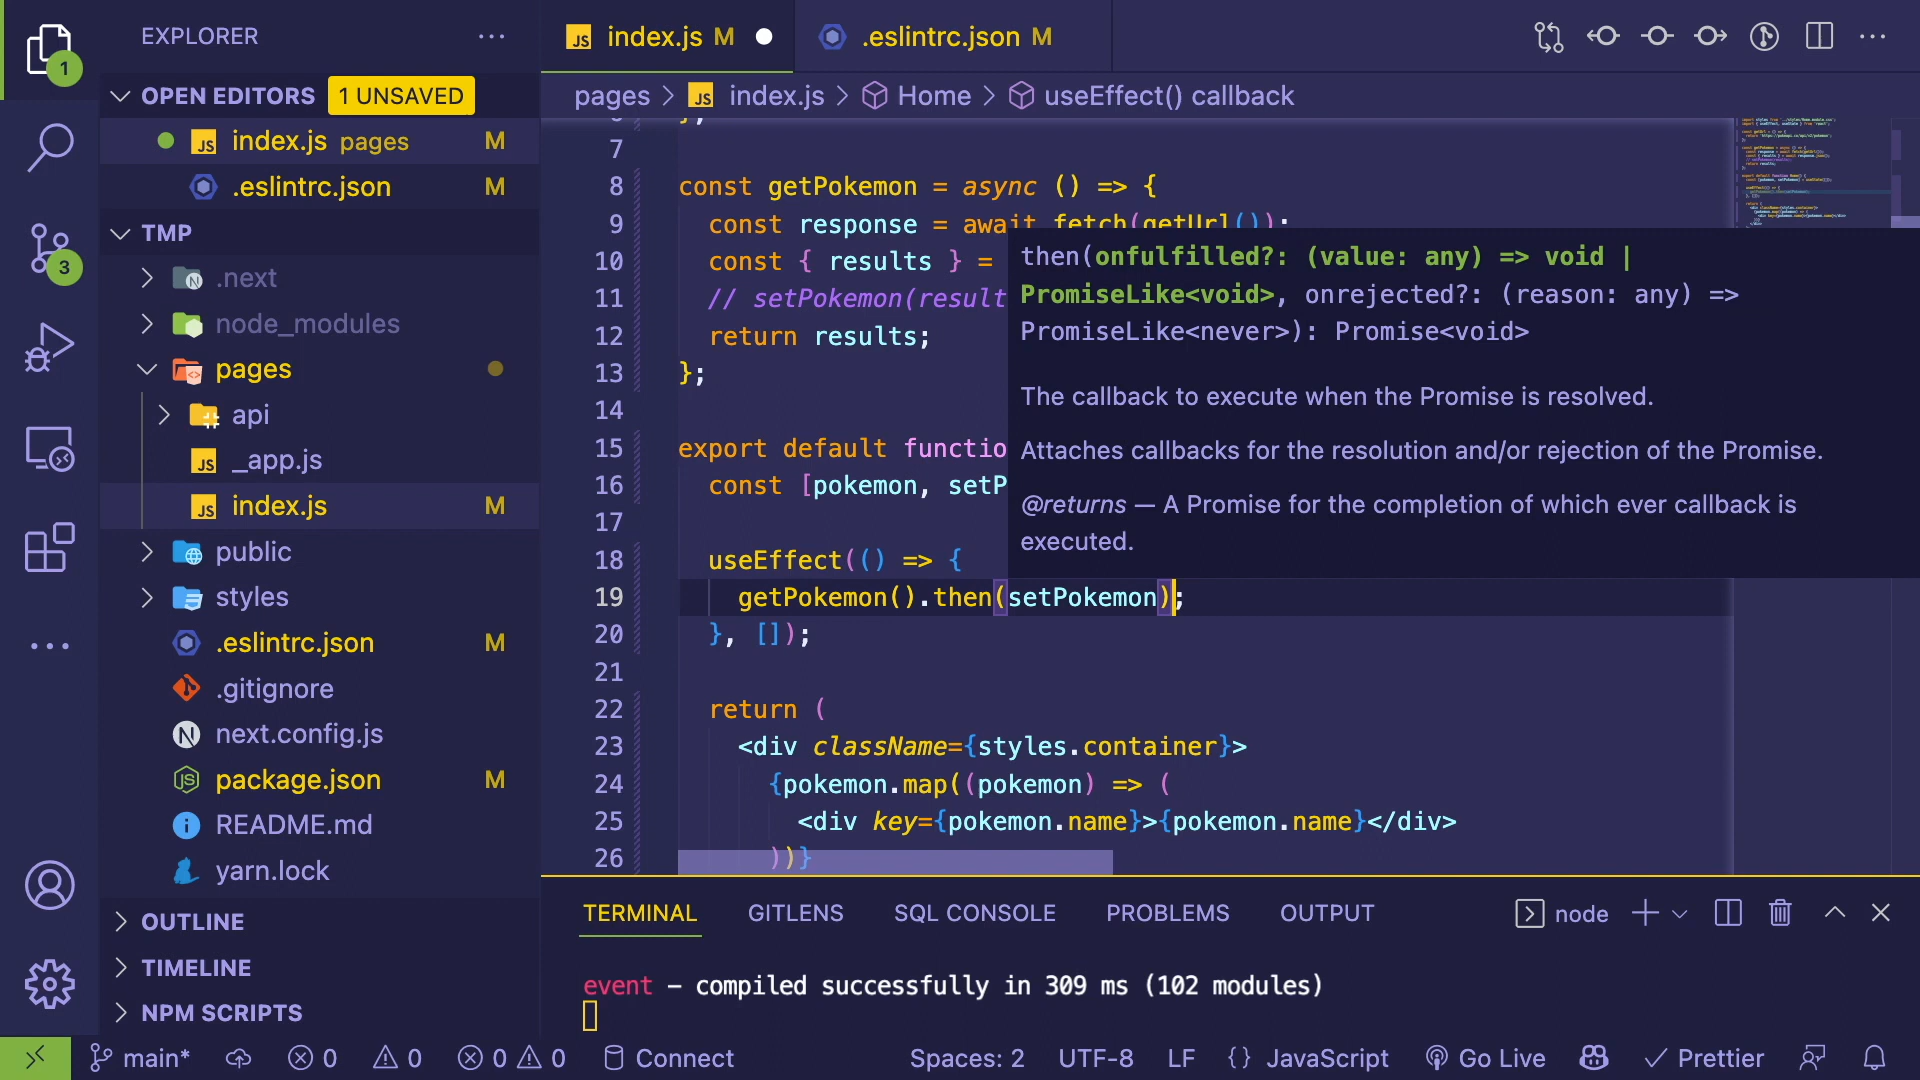 EXPLORER
1
OPEN EDITORS 1 UNSAVED
index.js pages M
.eslintrc.json M
TMP
.next
node_modules
pages
api
_app.js
index.js M
public
styles
.eslintrc.json M
.gitignore
next.config.js
package.json M
README.md
yarn.lock
OUTLINE
TIMELINE
NPM SCRIPTS
3
index.js M
.eslintrc.json M
pages > index.js > Home > useEffect() callback
7
8 const getPokemon = async () => {
9 const response = await fetch(getUrl());
10 const { results } =
11 // setPokemon(result
12 return results;
13 };
14
15 export default functio
16 const [pokemon, setP
17
18 useEffect(() => {
19 getPokemon().then(setPokemon);
20 }, []);
21
22 return (
23 <div className={styles.container}>
24 {pokemon.map((pokemon) => (
25 <div key={pokemon.name}>{pokemon.name}</div>
26 ))}
then(onfulfilled?: (value: any) => void |
PromiseLike<void>, onrejected?: (reason: any) =>
PromiseLike<never>): Promise<void>
The callback to execute when the Promise is resolved.
Attaches callbacks for the resolution and/or rejection of the Promise.
@returns — A Promise for the completion of which ever callback is
executed.
TERMINAL GITLENS SQL CONSOLE PROBLEMS OUTPUT node
event – compiled successfully in 309 ms (102 modules)
main* 0 0 0 0 Connect Spaces: 2 UTF-8 LF {} JavaScript Go Live Prettier